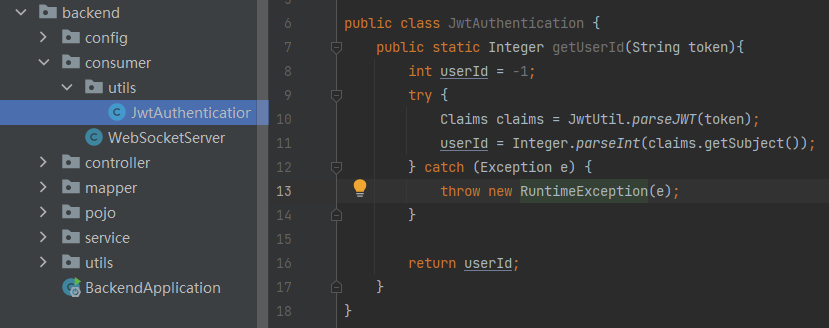 backend
config
consumer
utils
JwtAuthentication
WebSocketServer
controller
mapper
pojo
service
utils
BackendApplication
6 public class JwtAuthentication {
7 public static Integer getUserId(String token){
8 int userId = -1;
9 try {
10 Claims claims = JwtUtil.parseJWT(token);
11 userId = Integer.parseInt(claims.getSubject());
12 } catch (Exception e) {
13 throw new RuntimeException(e);
14 }
15
16 return userId;
17 }
18 }